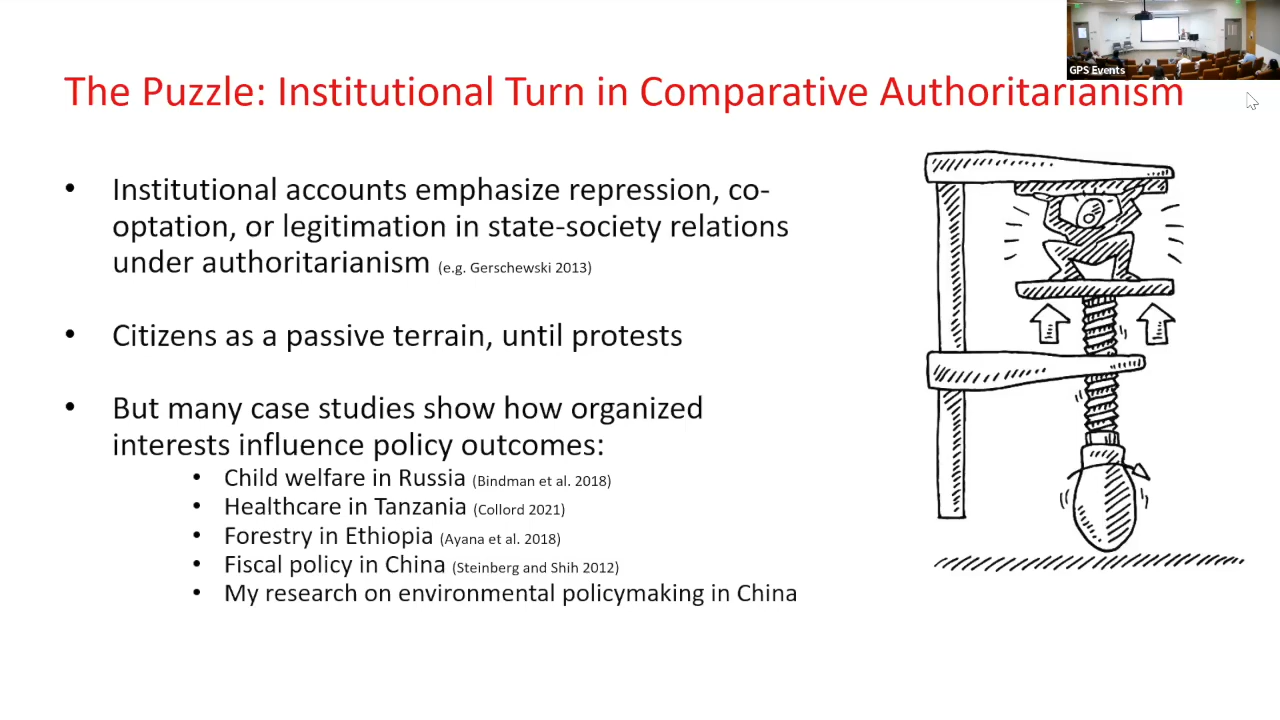 GPS Events
The Puzzle: Institutional Turn in Comparative Authoritarianism
• Institutional accounts emphasize repression, co-
optation, or legitimation in state-society relations
under authoritarianism (e.g. Gerschewski 2013)
• Citizens as a passive terrain, until protests
• But many case studies show how organized
interests influence policy outcomes:
• Child welfare in Russia (Bindman et al. 2018)
• Healthcare in Tanzania (Collord 2021)
• Forestry in Ethiopia (Ayana et al. 2018)
• Fiscal policy in China (Steinberg and Shih 2012)
• My research on environmental policymaking in China